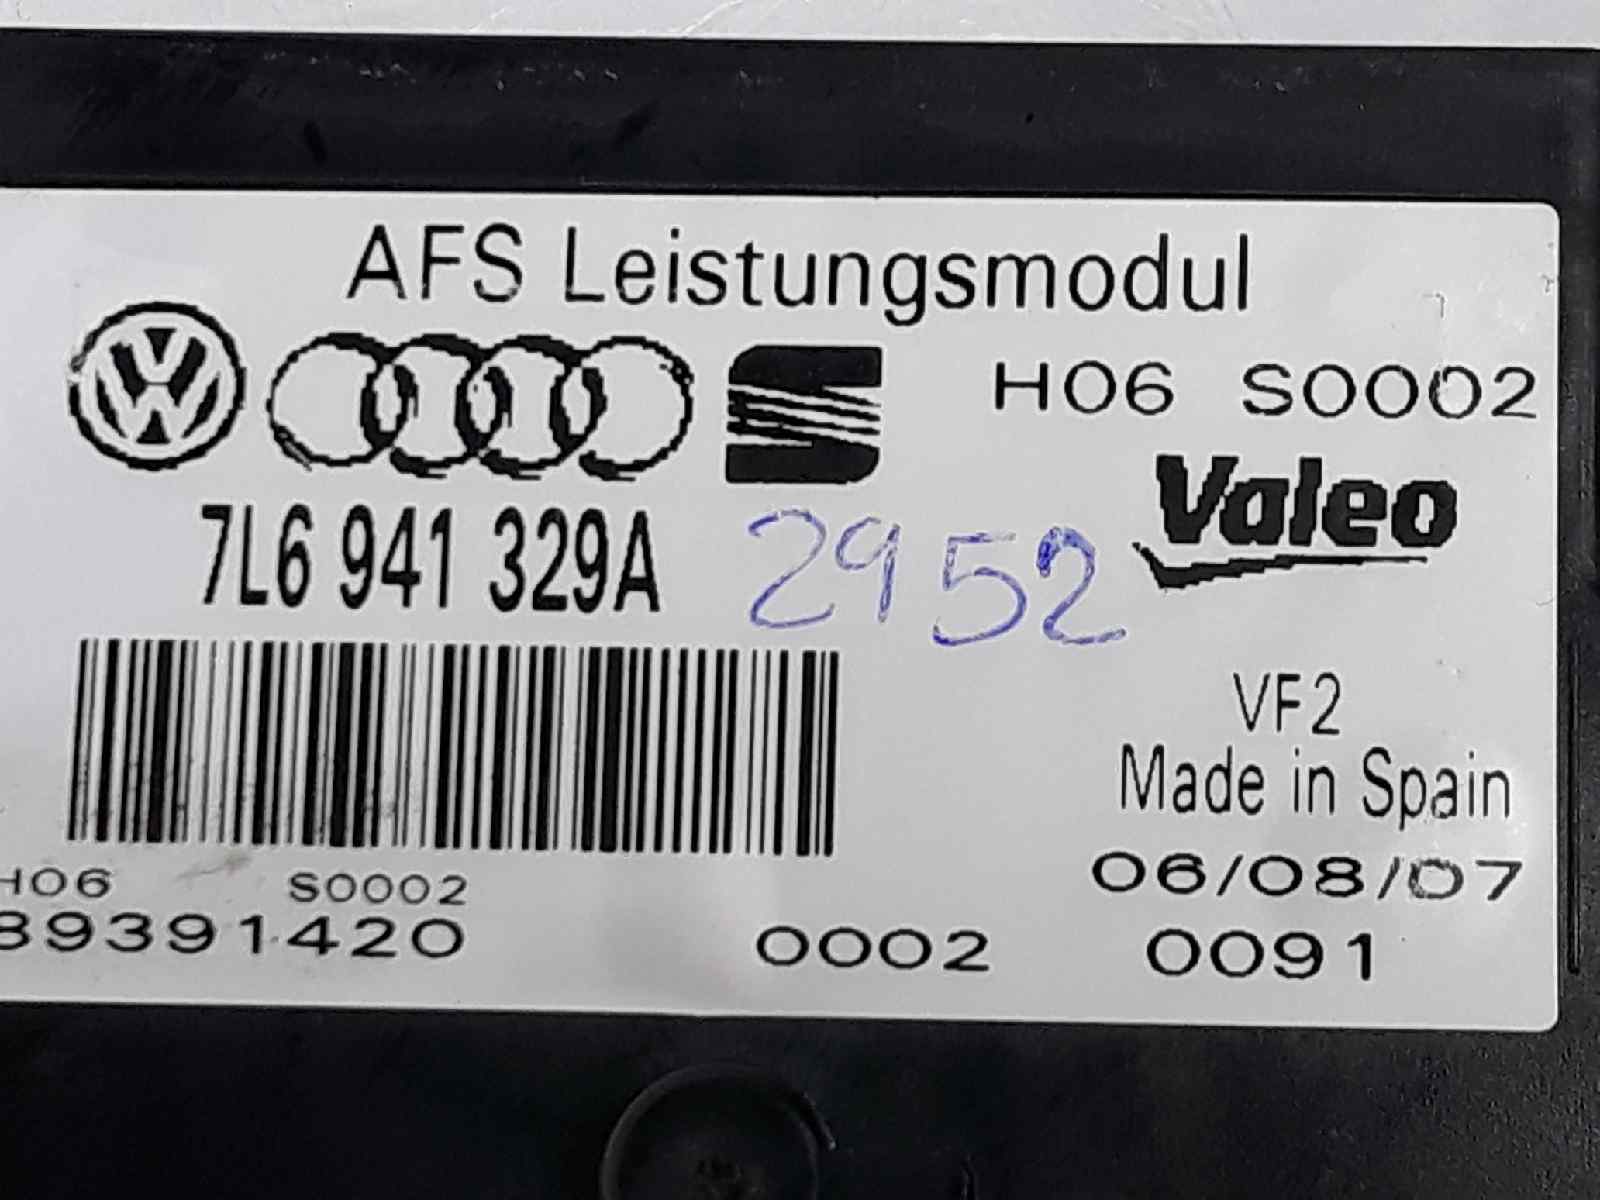 AFS Leistungsmodul
H06 S0002
Valeo
7L6 941 329A 2952
VF2
Made in Spain
06/08/07
H06 S0002
89391420 0002 0091